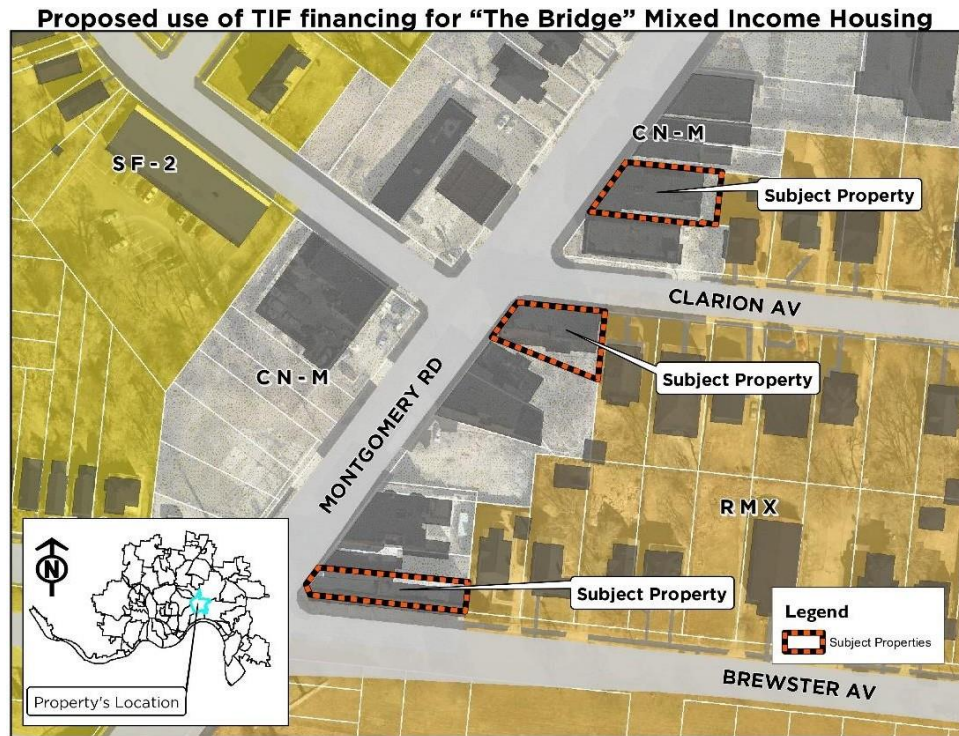 Proposed use of TIF financing for “The Bridge” Mixed Income Housing
CN-M
SF-2
Subject Property
CLARION AV
Subject Property
CN-M
MONTGOMERY RD
RMX
Subject Property
N
Legend
Subject Properties
Property's Location
BREWSTER AV